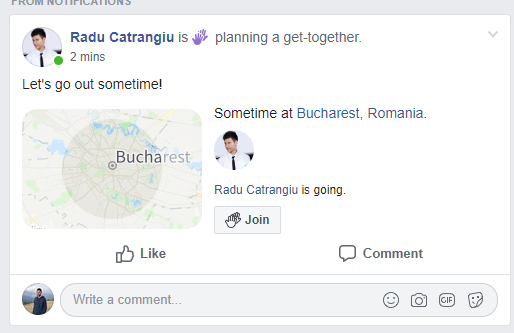 FROM NOTIFICATIONS
Radu Catrangiu is planning a get-together.
2 mins
Let's go out sometime!
Bucharest
Sometime at Bucharest, Romania.
Radu Catrangiu is going.
Join
Like Comment
Write a comment... GIF